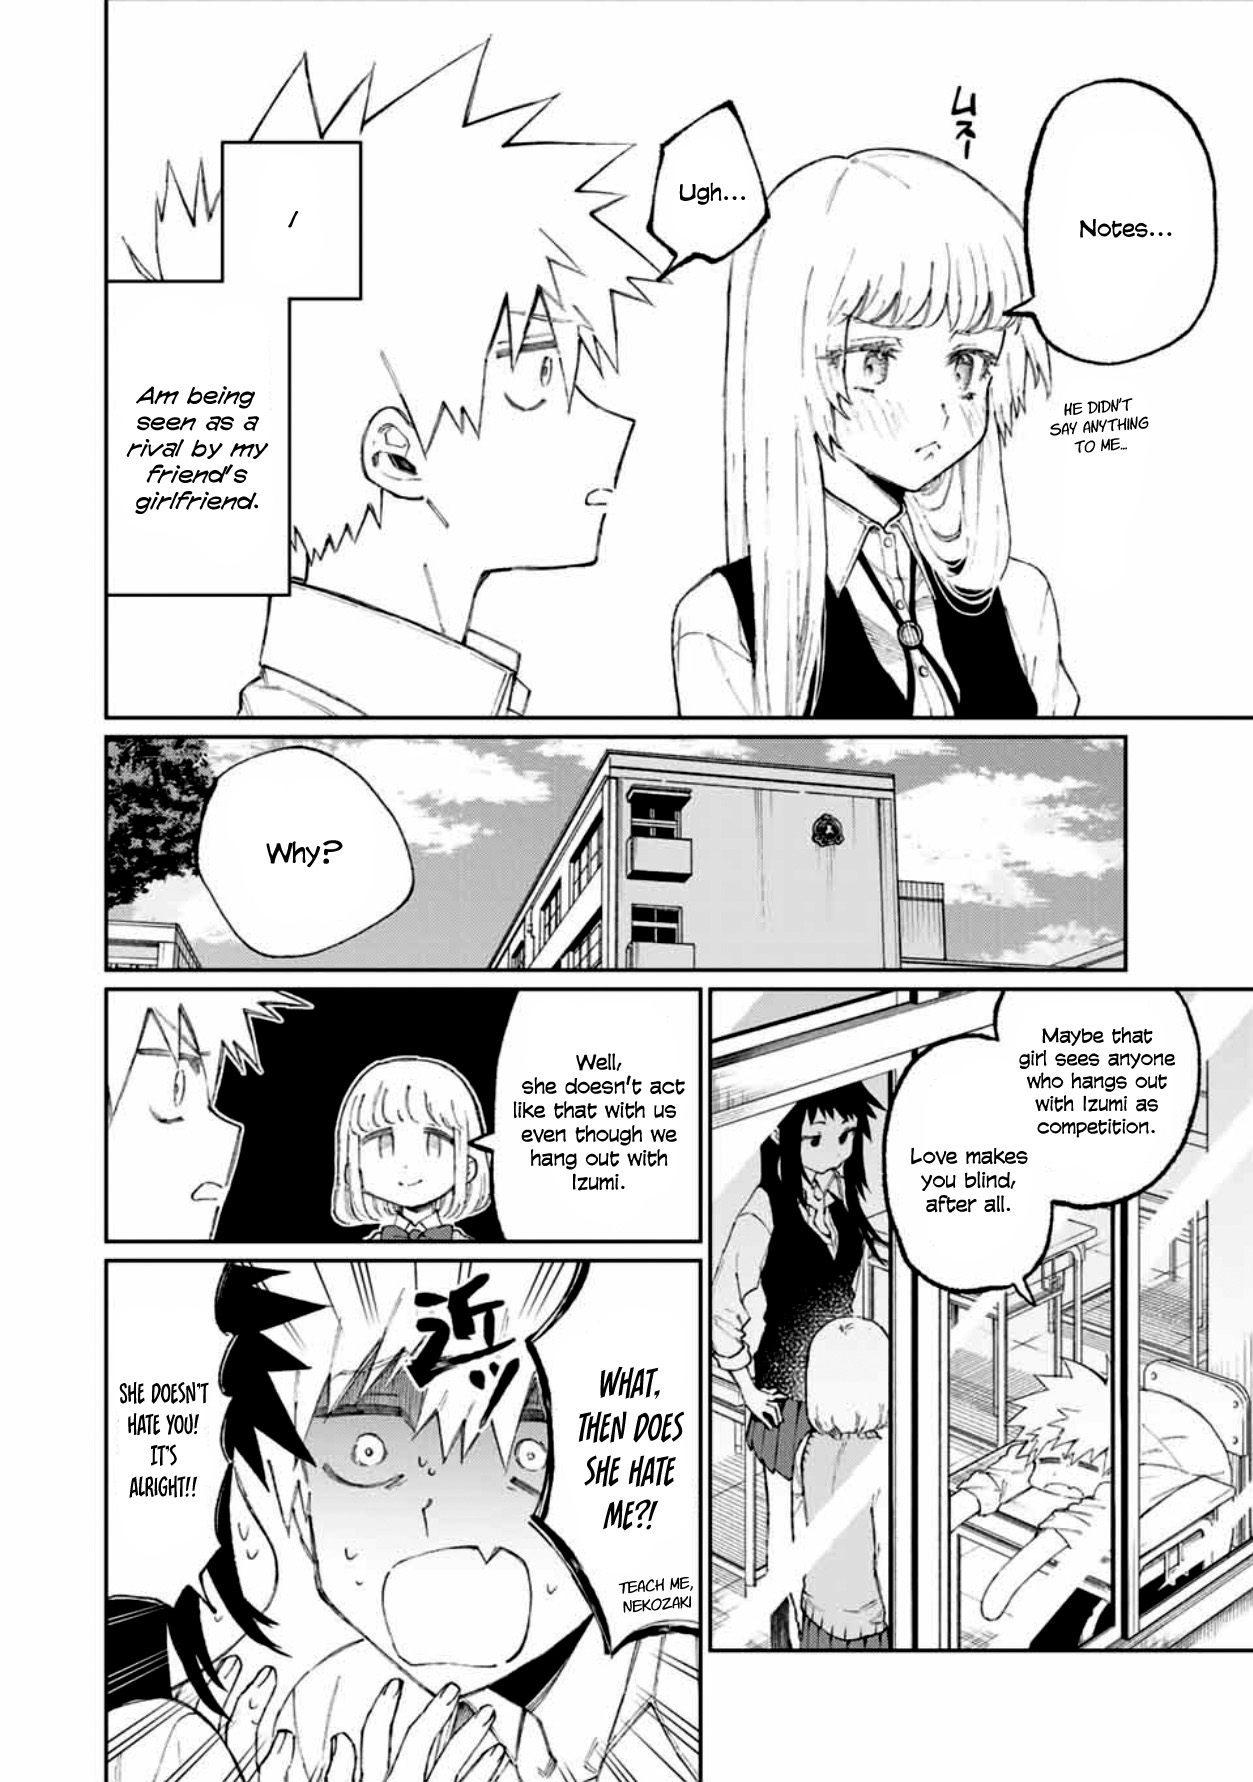 Notes...
ムスー
HE DIDN'T
SAY ANYTHING
TO ME...
Ugh...
I
Am being
seen as a
rival by my
friend's
girlfriend.
Why?
Maybe that
girl sees anyone
who hangs out
with Izumi as
competition.
Love makes
you blind,
after all.
Well,
she doesn't act
like that with us
even though we
hang out with
Izumi.
WHAT,
THEN DOES
SHE HATE
ME?!
TEACH ME,
NEKOZAKI
近ッ
SHE DOESN'T
HATE YOU!
IT'S
ALRIGHT!!